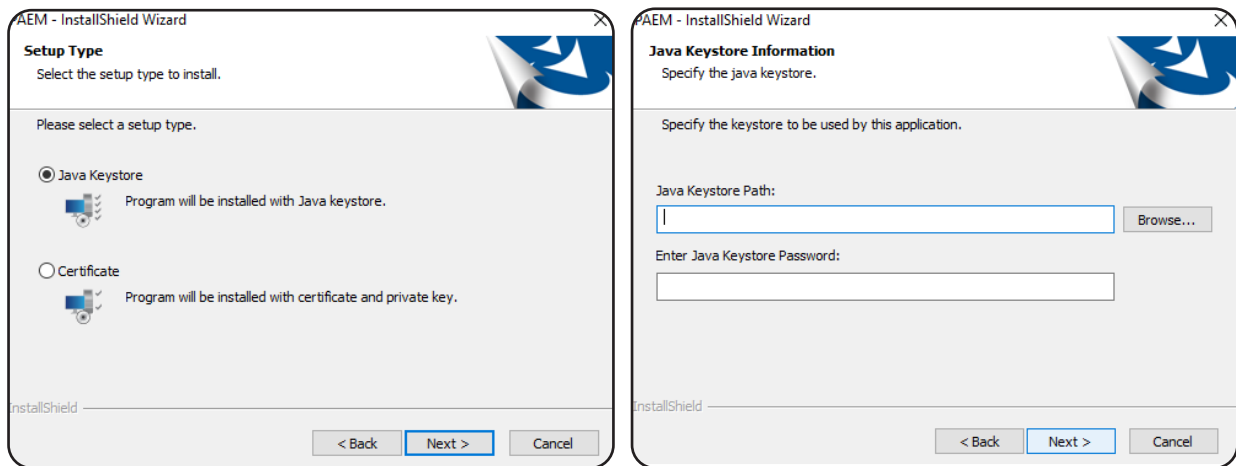 PAEM - InstallShield Wizard
Setup Type
Select the setup type to install.
Please select a setup type.
Java Keystore
Program will be installed with Java keystore.
Certificate
Program will be installed with certificate and private key.
InstallShield
< Back
Next >
Cancel
PAEM - InstallShield Wizard
Java Keystore Information
Specify the java keystore.
Specify the keystore to be used by this application.
Java Keystore Path:
Browse...
Enter Java Keystore Password:
InstallShield
< Back
Next >
Cancel